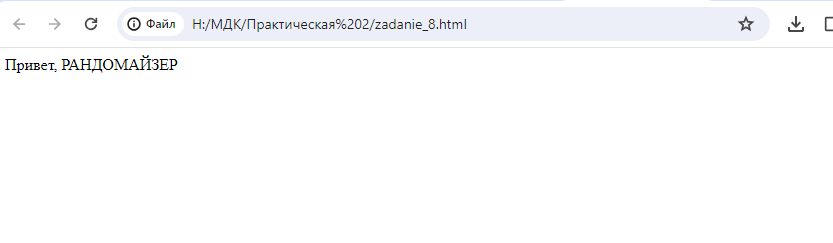 Файл H:/МДК/Практическая%202/zadanie_8.html
Привет, РАНДОМАЙЗЕР